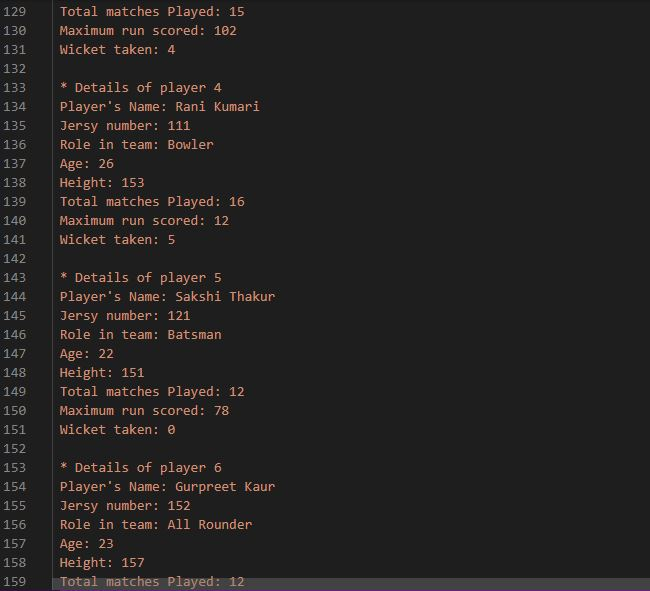 129 Total matches Played: 15
130 Maximum run scored: 102
131 Wicket taken: 4
132
133 * Details of player 4
134 Player's Name: Rani Kumari
135 Jersy number: 111
136 Role in team: Bowler
137 Age: 26
138 Height: 153
139 Total matches Played: 16
140 Maximum run scored: 12
141 Wicket taken: 5
142
143 * Details of player 5
144 Player's Name: Sakshi Thakur
145 Jersy number: 121
146 Role in team: Batsman
147 Age: 22
148 Height: 151
149 Total matches Played: 12
150 Maximum run scored: 78
151 Wicket taken: 0
152
153 * Details of player 6
154 Player's Name: Gurpreet Kaur
155 Jersy number: 152
156 Role in team: All Rounder
157 Age: 23
158 Height: 157
159 Total matches Played: 12